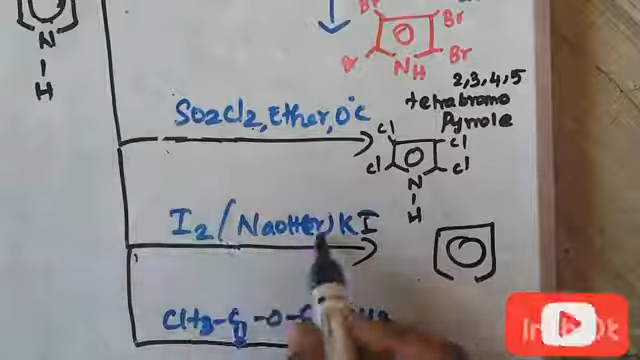 Br
Br
Br
Br
NH
N
H
2,3,4,5
tetrabromo
Pyrrole
SO2Cl2, Ether, 0°C
Cl
Cl
Cl
Cl
N
H
I2 (NaOH
KI